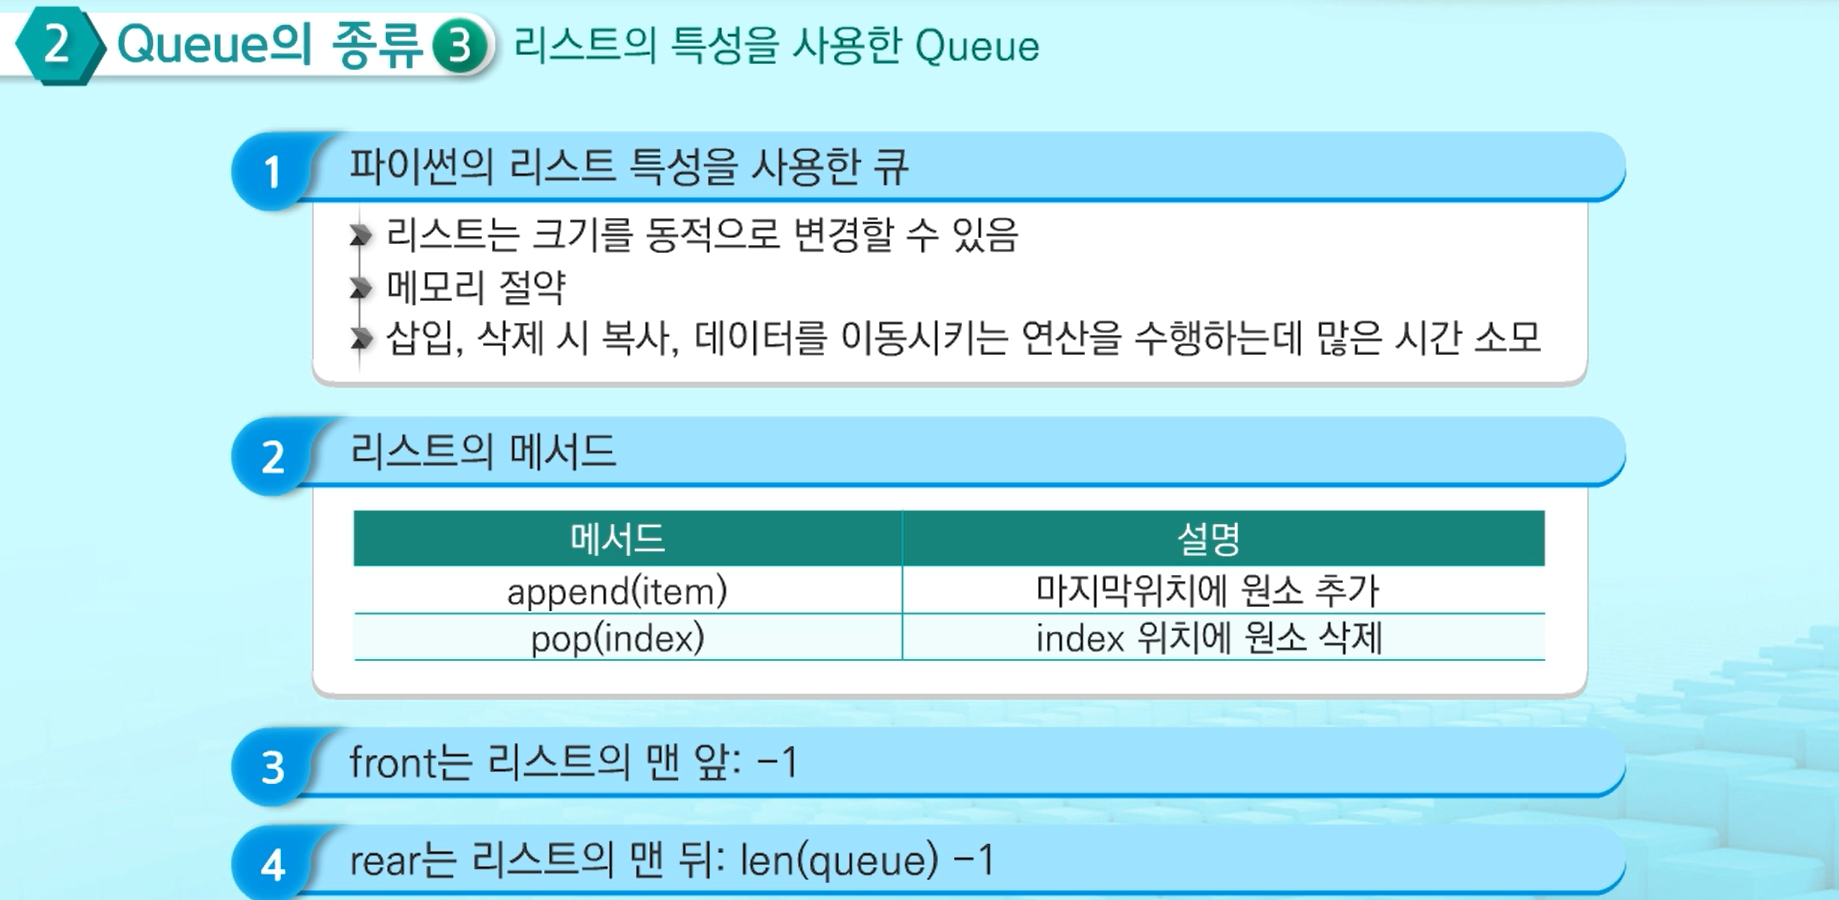 2 Queue의 종류 3 리스트의 특성을 사용한 Queue
1 파이썬의 리스트 특성을 사용한 큐
리스트는 크기를 동적으로 변경할 수 있음
메모리 절약
삽입, 삭제 시 복사, 데이터를 이동시키는 연산을 수행하는데 많은 시간 소모
2 리스트의 메서드
메서드 설명
append(item) 마지막위치에 원소 추가
pop(index) index 위치에 원소 삭제
3 front는 리스트의 맨 앞: -1
4 rear는 리스트의 맨 뒤: len(queue) -1